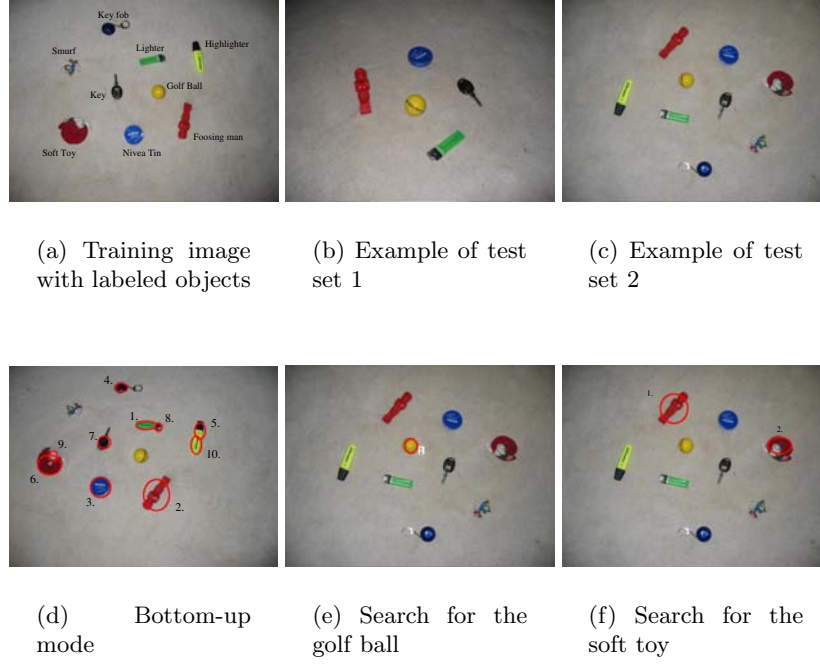 Key fob
Smurf
Lighter
Highlighter
Key
Golf Ball
Soft Toy
Nivea Tin
Foosing man
(a) Training image
with labeled objects
(b) Example of test
set 1
(c) Example of test
set 2
4.
1.
8.
5.
7.
9.
10.
6.
3.
2.
1.
2.
(d) Bottom-up
mode
(e) Search for the
golf ball
(f) Search for the
soft toy